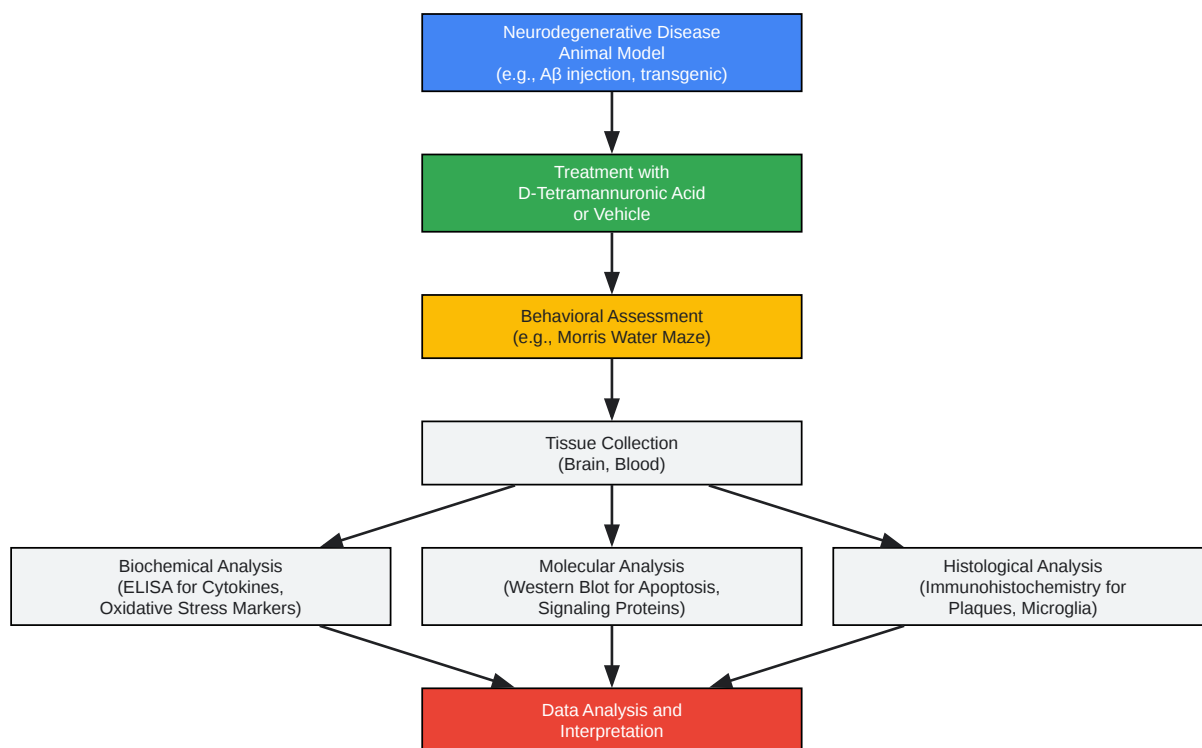 Neurodegenerative Disease
Animal Model
(e.g., Aβ injection, transgenic)
Treatment with
D-Tetramannuronic Acid
or Vehicle
Behavioral Assessment
(e.g., Morris Water Maze)
Tissue Collection
(Brain, Blood)
Biochemical Analysis
(ELISA for Cytokines,
Oxidative Stress Markers)
Molecular Analysis
(Western Blot for Apoptosis,
Signaling Proteins)
Histological Analysis
(Immunohistochemistry for
Plaques, Microglia)
Data Analysis and
Interpretation